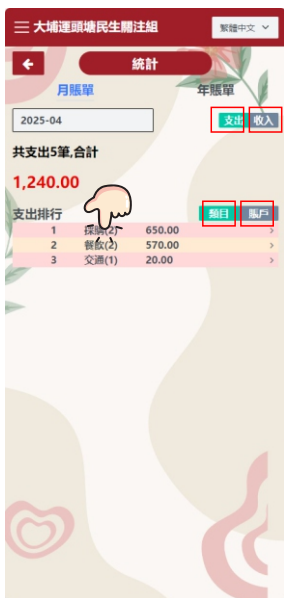 大埔運頭塘民生關注組 繁體中文
統計
月賬單 年賬單
2025-04 支出 收入
共支出5筆,合計
1,240.00
支出排行 類目 賬戶
1 採購(2) 650.00
2 餐飲(2) 570.00
3 交通(1) 20.00